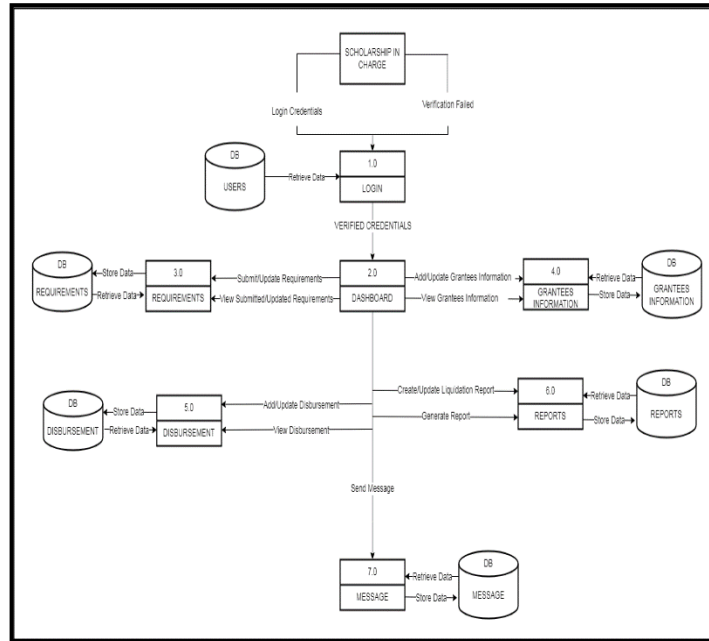 SCHOLARSHIP IN
CHARGE
Login Credentials
Verification Failed
DB
USERS
Retrieve Data
1.0
LOGIN
VERIFIED CREDENTIALS
DB
REQUIREMENTS
Store Data
Retrieve Data
3.0
REQUIREMENTS
Submit/Update Requirements
View Submitted/Updated Requirements
2.0
DASHBOARD
Add/Update Grantees Information
View Grantees Information
4.0
GRANTEES
INFORMATION
Retrieve Data
Store Data
DB
GRANTEES
INFORMATION
DB
DISBURSEMENT
Store Data
Retrieve Data
5.0
DISBURSEMENT
Add/Update Disbursement
View Disbursement
Create/Update Liquidation Report
Generate Report
6.0
REPORTS
Retrieve Data
Store Data
DB
REPORTS
Send Message
7.0
MESSAGE
Retrieve Data
Store Data
DB
MESSAGE